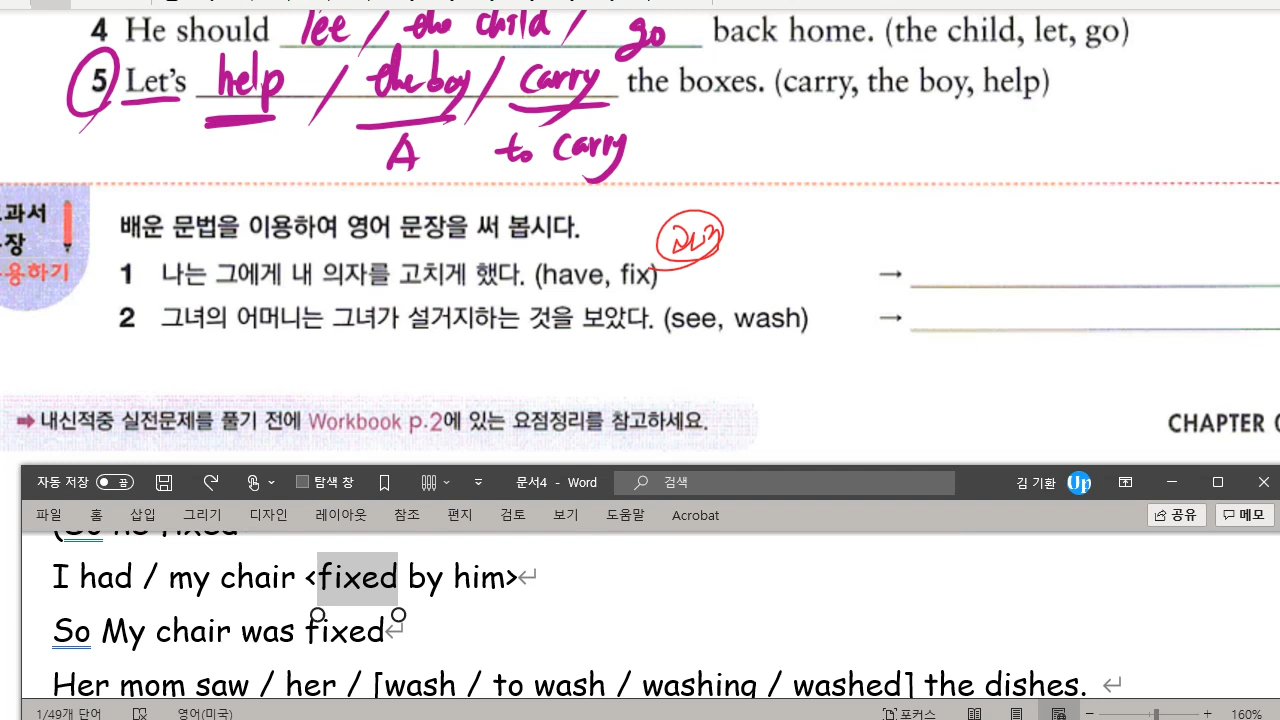 4 He should let / the child / go back home. (the child, let, go)
5 Let's help / the boy / carry the boxes. (carry, the boy, help)
A to carry
과서
장
용하기
배운 문법을 이용하여 영어 문장을 써 봅시다.
1 나는 그에게 내 의자를 고치게 했다. (have, fix) →
2 그녀의 어머니는 그녀가 설거지하는 것을 보았다. (see, wash) →
➡ 내신적중 실전문제를 풀기 전에 Workbook p.2에 있는 요점정리를 참고하세요.
CHAPTER 0
자동 저장 끔 탐색 창 문서4 - Word 검색 김 기환 Up
파일 홈 삽입 그리기 디자인 레이아웃 참조 편지 검토 보기 도움말 Acrobat 공유 메모
(So he fixed
I had / my chair <fixed by him>↵
So My chair was fixed↵
Her mom saw / her / [wash / to wash / washing / washed] the dishes. ↵
1/49개 단어 영어(미국) 포커스 160%